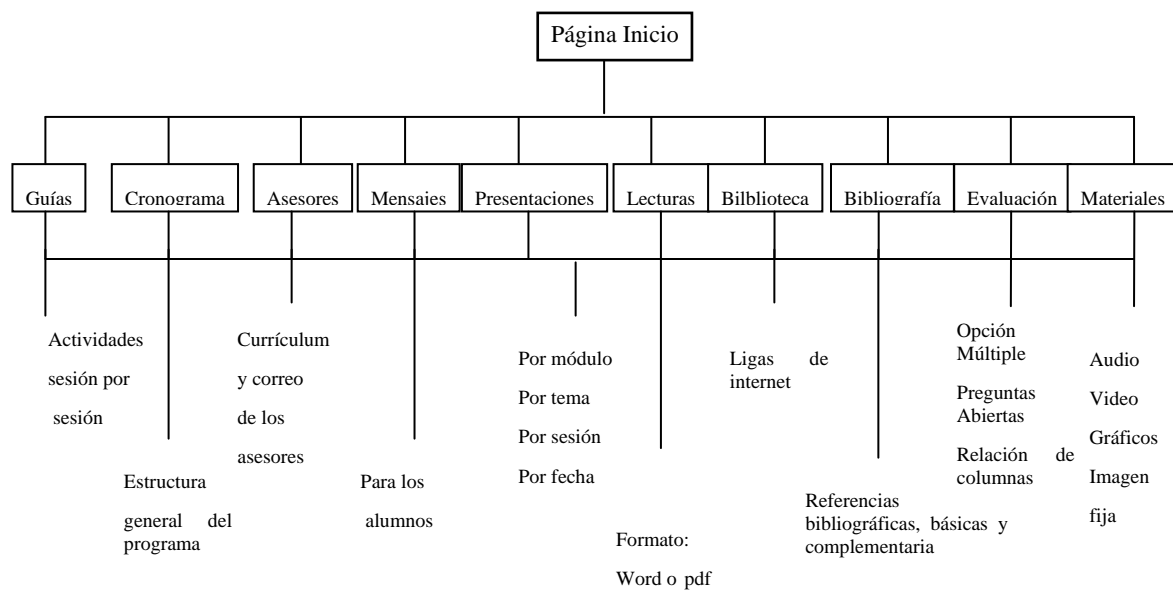 Página Inicio
Guías
Cronograma
Asesores
Mensajes
Presentaciones
Lecturas
Bilblioteca
Bibliografía
Evaluación
Materiales
Actividades
sesión por
sesión
Estructura
general del
programa
Currículum
y correo
de los
asesores
Para los
alumnos
Por módulo
Por tema
Por sesión
Por fecha
Formato:
Word o pdf
Ligas de
internet
Referencias
bibliográficas, básicas y
complementaria
Opción
Múltiple
Preguntas
Abiertas
Relación de
columnas
Audio
Video
Gráficos
Imagen
fija